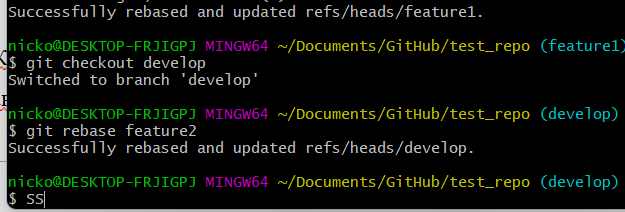 Successfully rebased and updated refs/heads/feature1.
nicko@DESKTOP-FRJIGPJ MINGW64 ~/Documents/GitHub/test_repo (feature1)
$ git checkout develop
Switched to branch 'develop'
nicko@DESKTOP-FRJIGPJ MINGW64 ~/Documents/GitHub/test_repo (develop)
$ git rebase feature2
Successfully rebased and updated refs/heads/develop.
nicko@DESKTOP-FRJIGPJ MINGW64 ~/Documents/GitHub/test_repo (develop)
$ SS